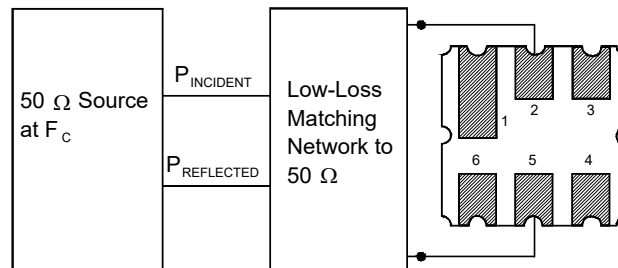 50 Ω Source
at F C
P INCIDENT
P REFLECTED
Low-Loss
Matching
Network to
50 Ω
1
2
3
6
5
4